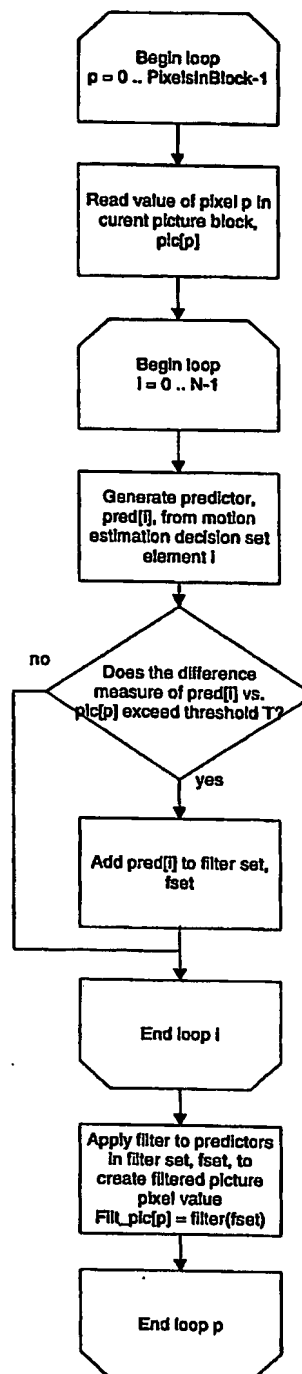 Begin loop
p = 0 .. PixelsInBlock-1
Read value of pixel p in
curent picture block,
pic[p]
Begin loop
i = 0 .. N-1
Generate predictor,
pred[i], from motion
estimation decision set
element i
no
Does the difference
measure of pred[i] vs.
pic[p] exceed threshold T?
yes
Add pred[i] to filter set,
fset
End loop i
Apply filter to predictors
in filter set, fset, to
create filtered picture
pixel value
Filt_pic[p] = filter(fset)
End loop p